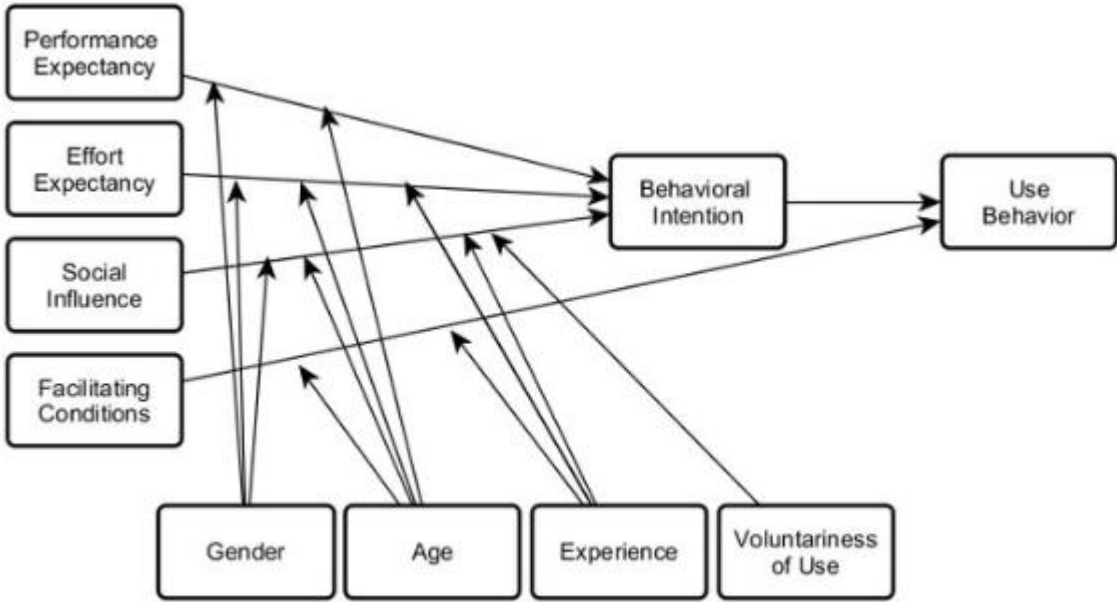 Performance
Expectancy
Effort
Expectancy
Social
Influence
Facilitating
Conditions
Behavioral
Intention
Use
Behavior
Gender
Age
Experience
Voluntariness
of Use